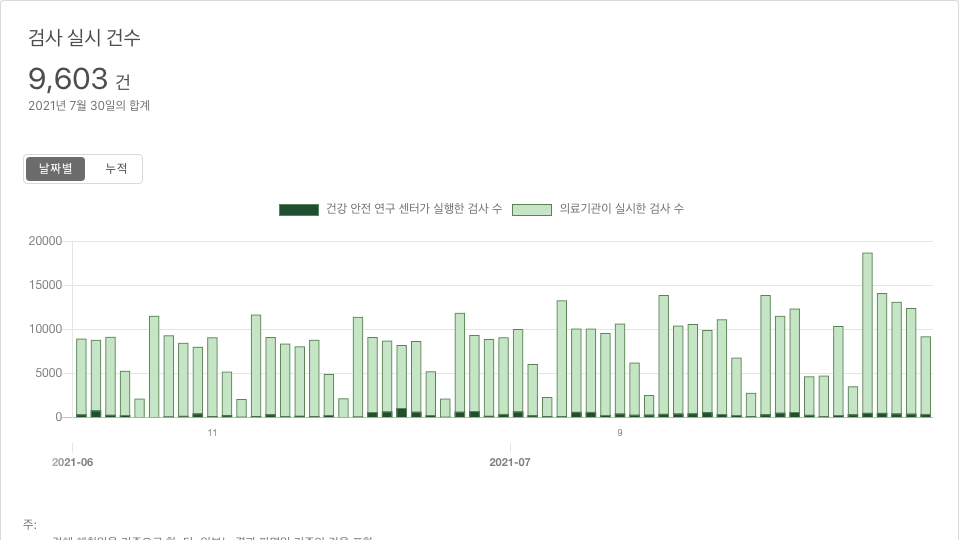 검사 실시 건수
9,603 건
2021년 7월 30일의 합계
날짜별 누적
건강 안전 연구 센터가 실행한 검사 수 의료기관이 실시한 검사 수
20000
15000
10000
5000
0
11 9
2021-06 2021-07
주: